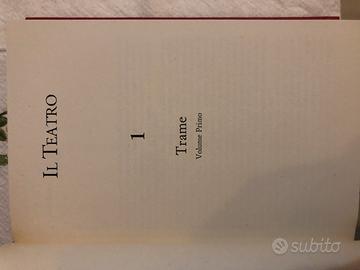 IL TEATRO
1
Trame
Volume Primo
subito